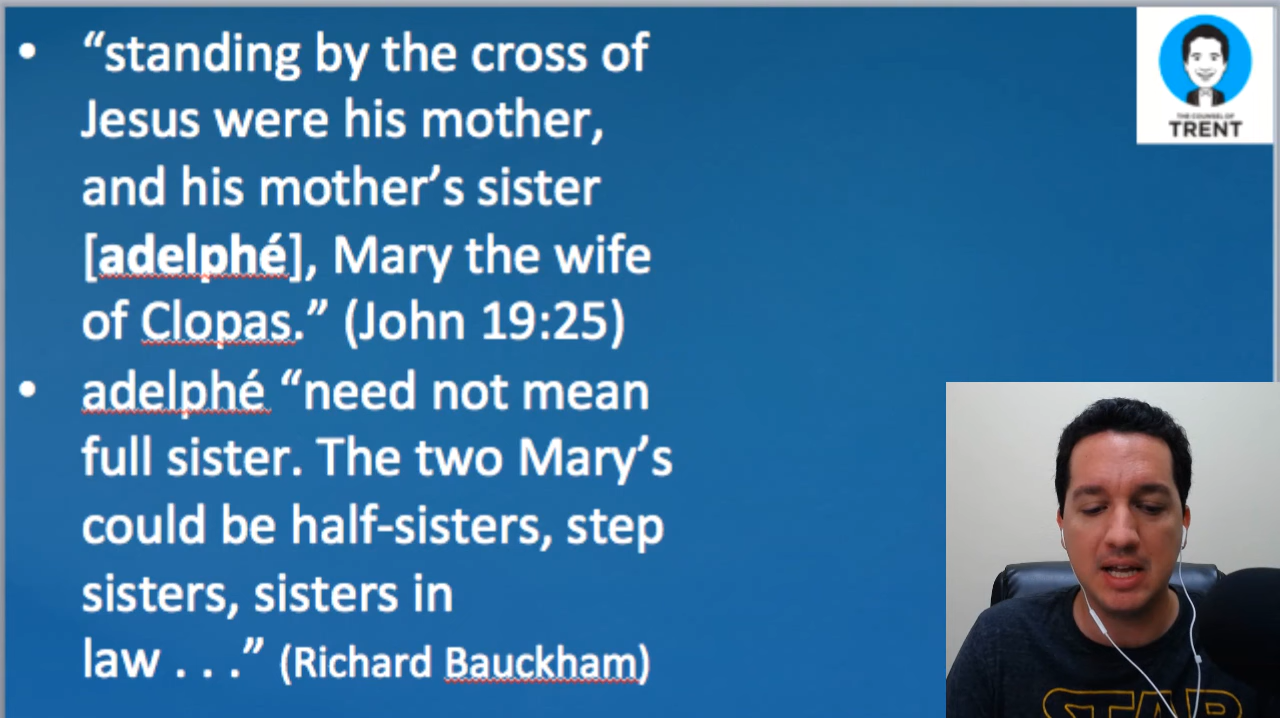 • “standing by the cross of
Jesus were his mother,
and his mother’s sister
[adelphé], Mary the wife
of Clopas.” (John 19:25)
• adelphé “need not mean
full sister. The two Mary’s
could be half-sisters, step
sisters, sisters in
law . . .” (Richard Bauckham)
THE COUNSEL OF
TRENT
STAR